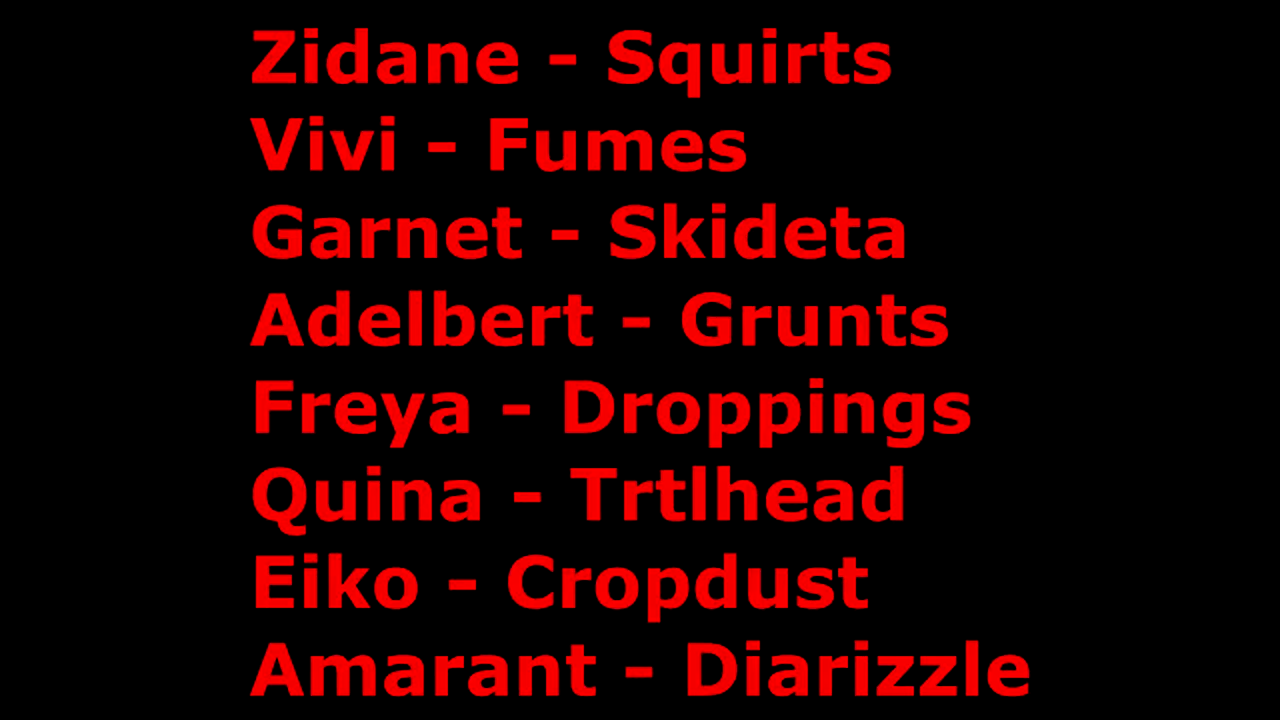 Zidane - Squirts
Vivi - Fumes
Garnet - Skideta
Adelbert - Grunts
Freya - Droppings
Quina - Trtlhead
Eiko - Cropdust
Amarant - Diarizzle